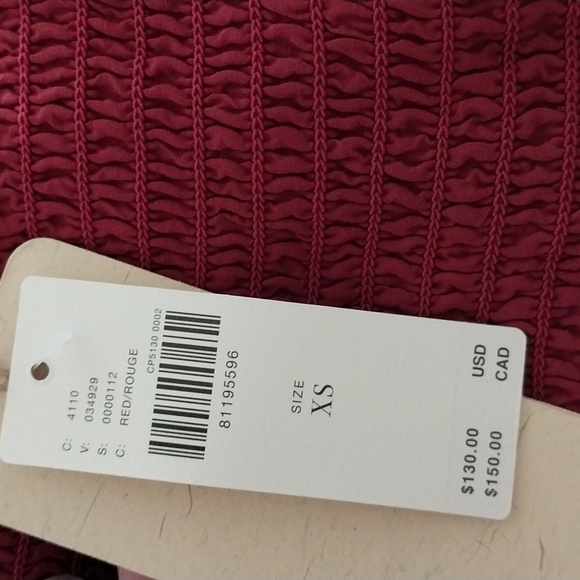 C: 4110
V: 034929
S: 0000112
C: RED/ROUGE
CP5130 0002
81195596
SIZE
XS
$130.00 USD
$150.00 CAD